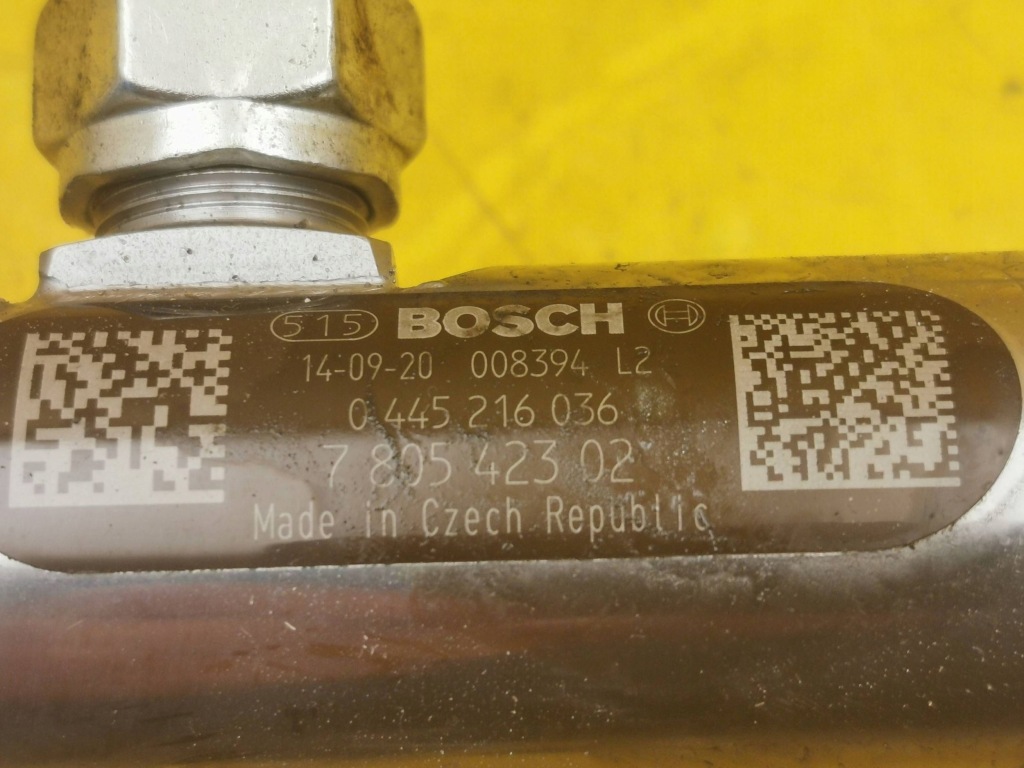 515 BOSCH
14-09-20 008394 L2
0 445 216 036
7 805 423 02
Made in Czech Republic